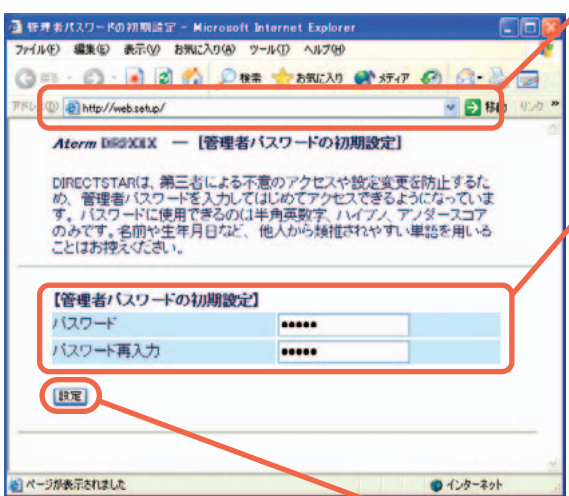 管理者パスワードの初期設定 - Microsoft Internet Explorer
ファイル(F) 編集(E) 表示(V) お気に入り(A) ツール(T) ヘルプ(H)
検索 お気に入り メディア
アドレス(D) http://web.setup/ 移動 リンク »
Aterm — [管理者パスワードの初期設定]
DIRECTSTARは、第三者による不意のアクセスや設定変更を防止するた
め、管理者パスワードを入力してはじめてアクセスできるようになっていま
す。パスワードに使用できるのは半角英数字、ハイフン、アンダースコア
のみです。名前や生年月日など、他人から類推されやすい単語を用いる
ことはお控えください。
【管理者パスワードの初期設定】
パスワード •••••
パスワード再入力 •••••
設定
ページが表示されました インターネット